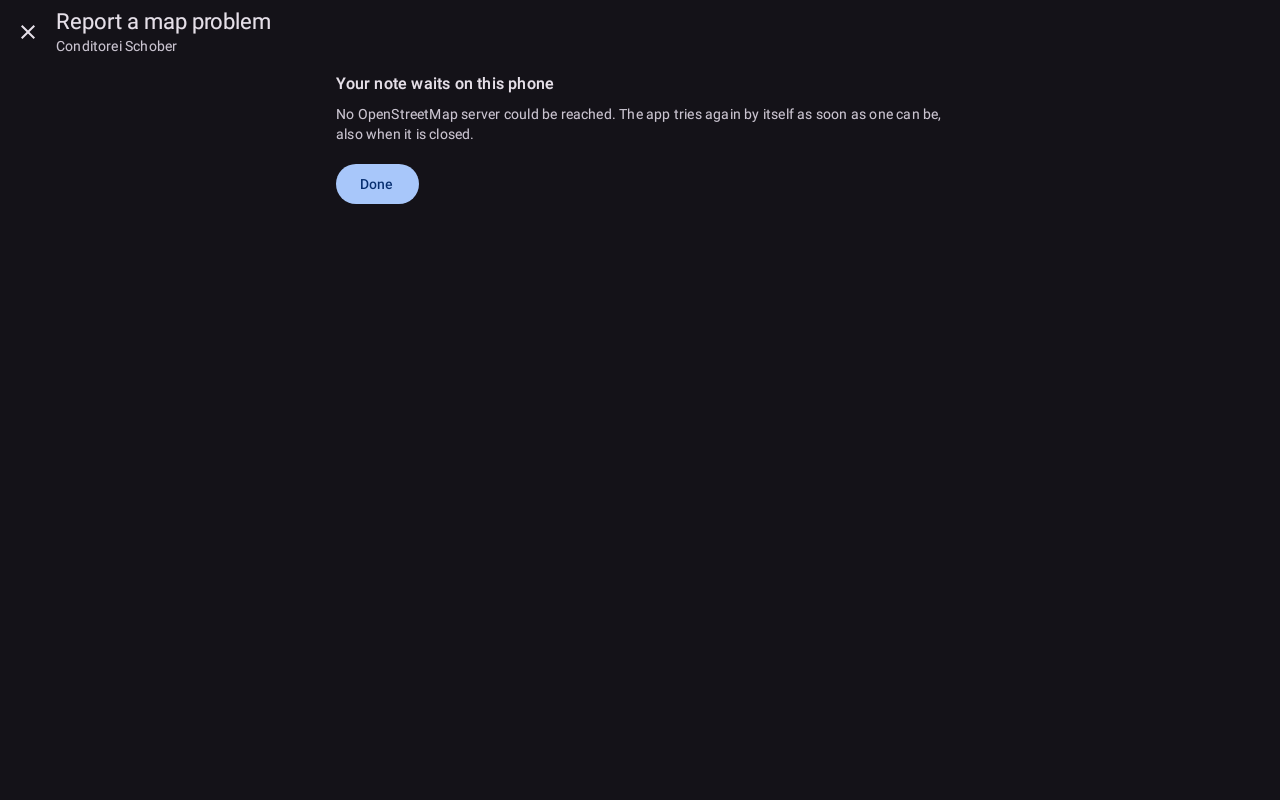 Report a map problem
Conditorei Schober
Your note waits on this phone
No OpenStreetMap server could be reached. The app tries again by itself as soon as one can be,
also when it is closed.
Done